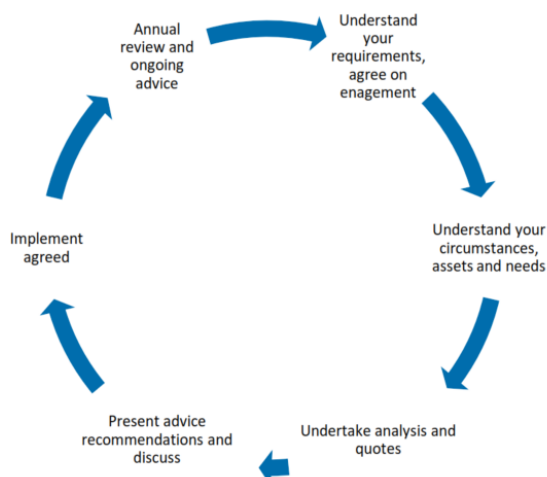 Annual
review and
ongoing
advice
Understand
your
requirements,
agree on
enagement
Understand your
circumstances,
assets and needs
Undertake analysis and
quotes
Present advice
recommendations and
discuss
Implement
agreed